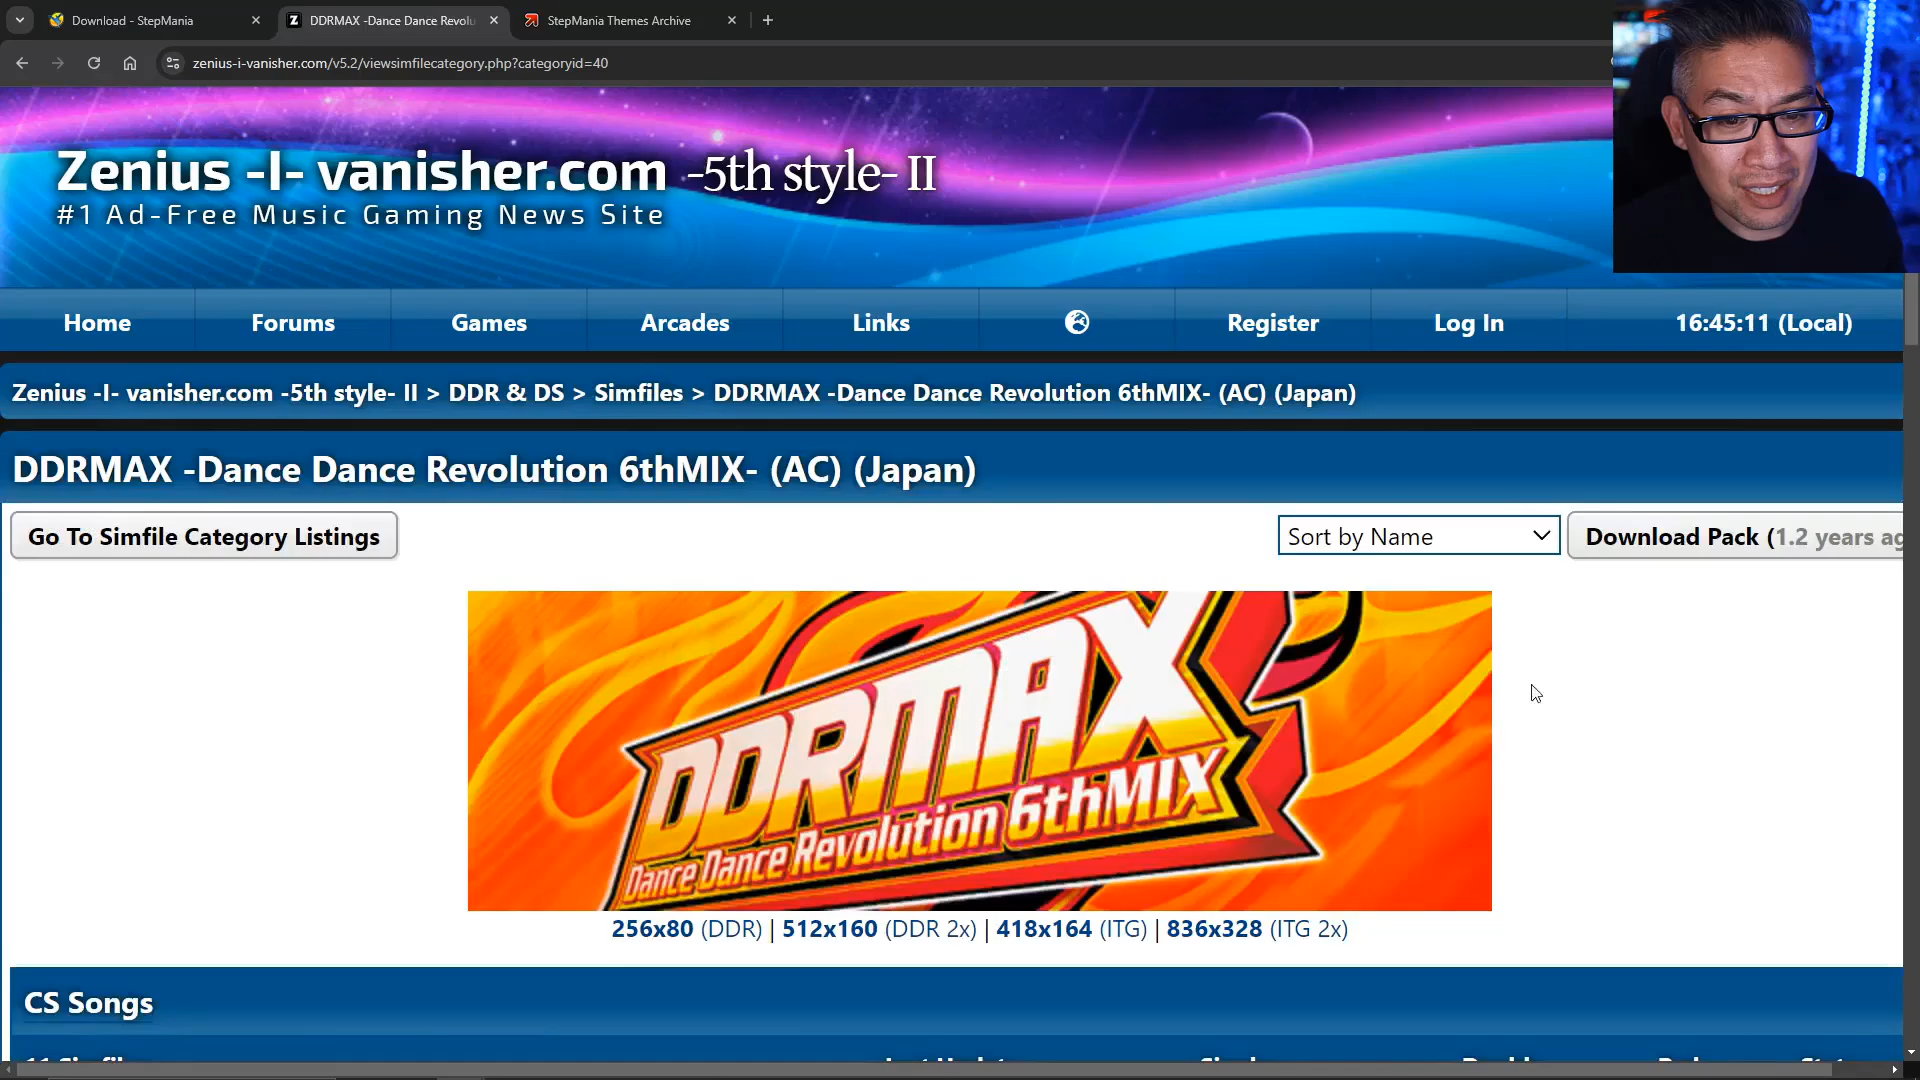 Download - StepMania
DDRMAX -Dance Dance Revolu
StepMania Themes Archive
zenius-i-vanisher.com/v5.2/viewsimfilecategory.php?categoryid=40
Zenius -I- vanisher.com -5th style- II
#1 Ad-Free Music Gaming News Site
Home Forums Games Arcades Links Register Log In 16:45:11 (Local)
Zenius -I- vanisher.com -5th style- II > DDR & DS > Simfiles > DDRMAX -Dance Dance Revolution 6thMIX- (AC) (Japan)
DDRMAX -Dance Dance Revolution 6thMIX- (AC) (Japan)
Go To Simfile Category Listings
Sort by Name
Download Pack (1.2 years ag
DDRMAX
Dance Dance Revolution 6thMIX
256x80 (DDR) | 512x160 (DDR 2x) | 418x164 (ITG) | 836x328 (ITG 2x)
CS Songs